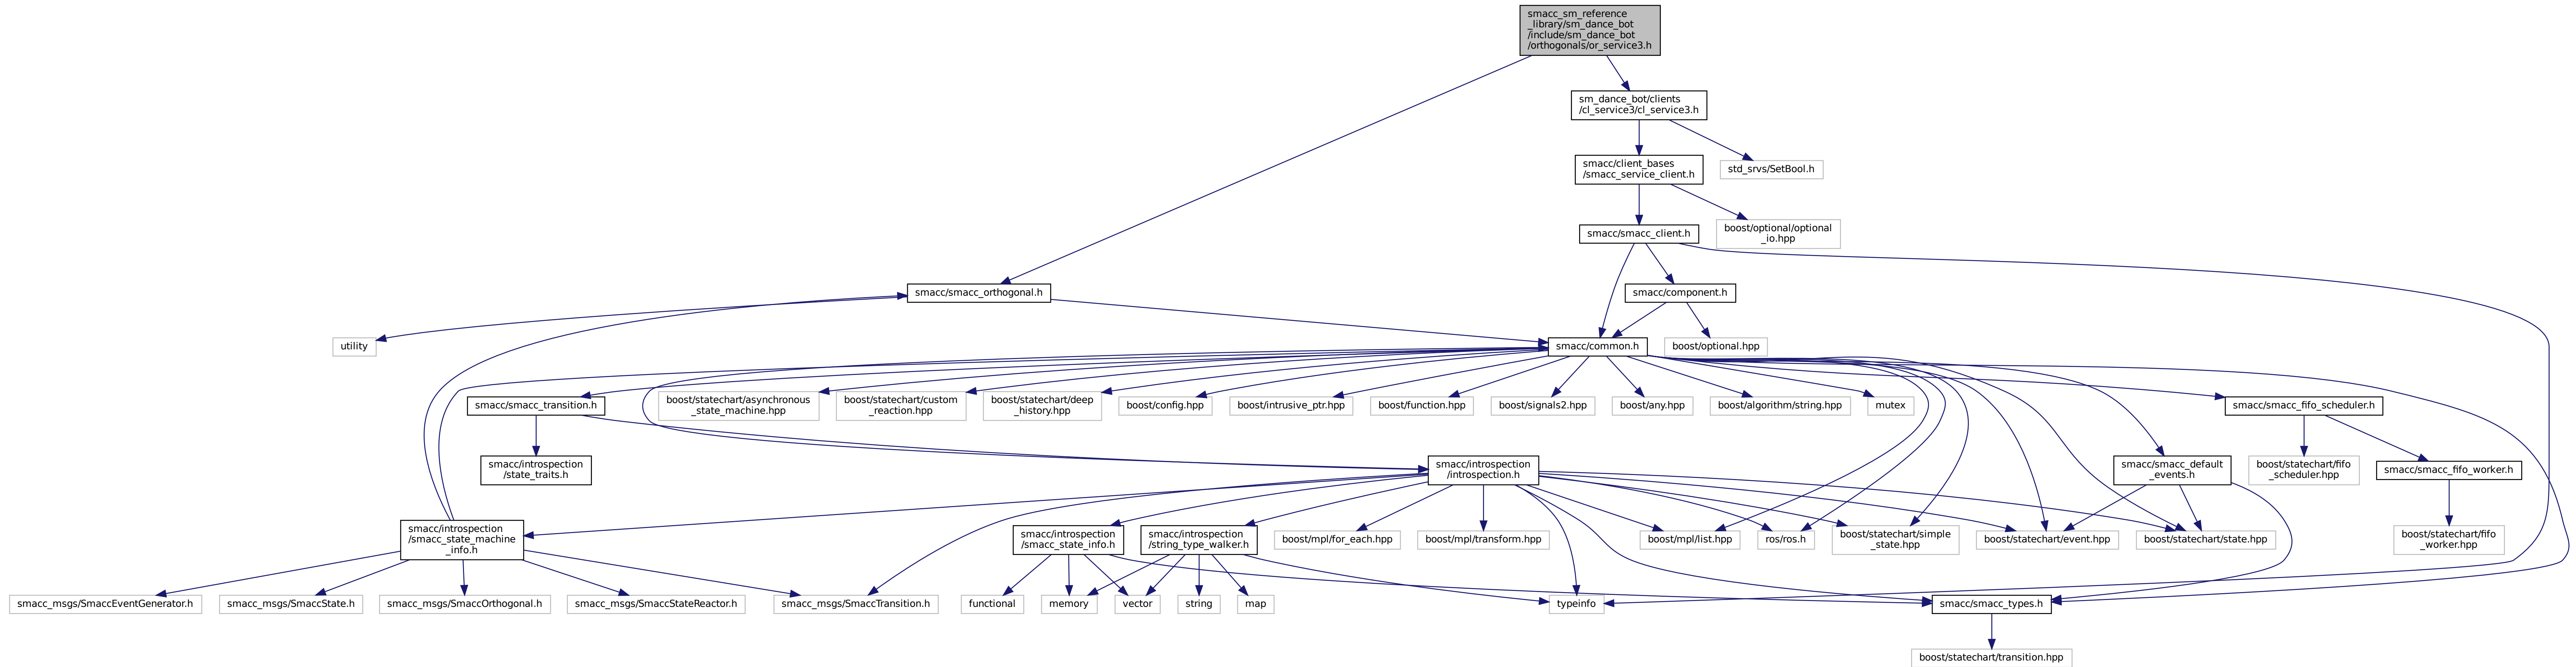 smacc_sm_reference
_library/sm_dance_bot
/include/sm_dance_bot
/orthogonals/or_service3.h
sm_dance_bot/clients
/cl_service3/cl_service3.h
smacc/client_bases
/smacc_service_client.h
std_srvs/SetBool.h
smacc/smacc_client.h
boost/optional/optional
_io.hpp
smacc/smacc_orthogonal.h
smacc/component.h
utility
smacc/common.h
boost/optional.hpp
smacc/smacc_transition.h
boost/statechart/asynchronous
_state_machine.hpp
boost/statechart/custom
_reaction.hpp
boost/statechart/deep
_history.hpp
boost/config.hpp
boost/intrusive_ptr.hpp
boost/function.hpp
boost/signals2.hpp
boost/any.hpp
boost/algorithm/string.hpp
mutex
smacc/smacc_fifo_scheduler.h
smacc/introspection
/state_traits.h
smacc/introspection
/introspection.h
smacc/smacc_default
_events.h
boost/statechart/fifo
_scheduler.hpp
smacc/smacc_fifo_worker.h
smacc/introspection
/smacc_state_machine
_info.h
smacc/introspection
/smacc_state_info.h
smacc/introspection
/string_type_walker.h
boost/mpl/for_each.hpp
boost/mpl/transform.hpp
boost/mpl/list.hpp
ros/ros.h
boost/statechart/simple
_state.hpp
boost/statechart/event.hpp
boost/statechart/state.hpp
boost/statechart/fifo
_worker.hpp
smacc_msgs/SmaccEventGenerator.h
smacc_msgs/SmaccState.h
smacc_msgs/SmaccOrthogonal.h
smacc_msgs/SmaccStateReactor.h
smacc_msgs/SmaccTransition.h
functional
memory
vector
string
map
typeinfo
smacc/smacc_types.h
boost/statechart/transition.hpp